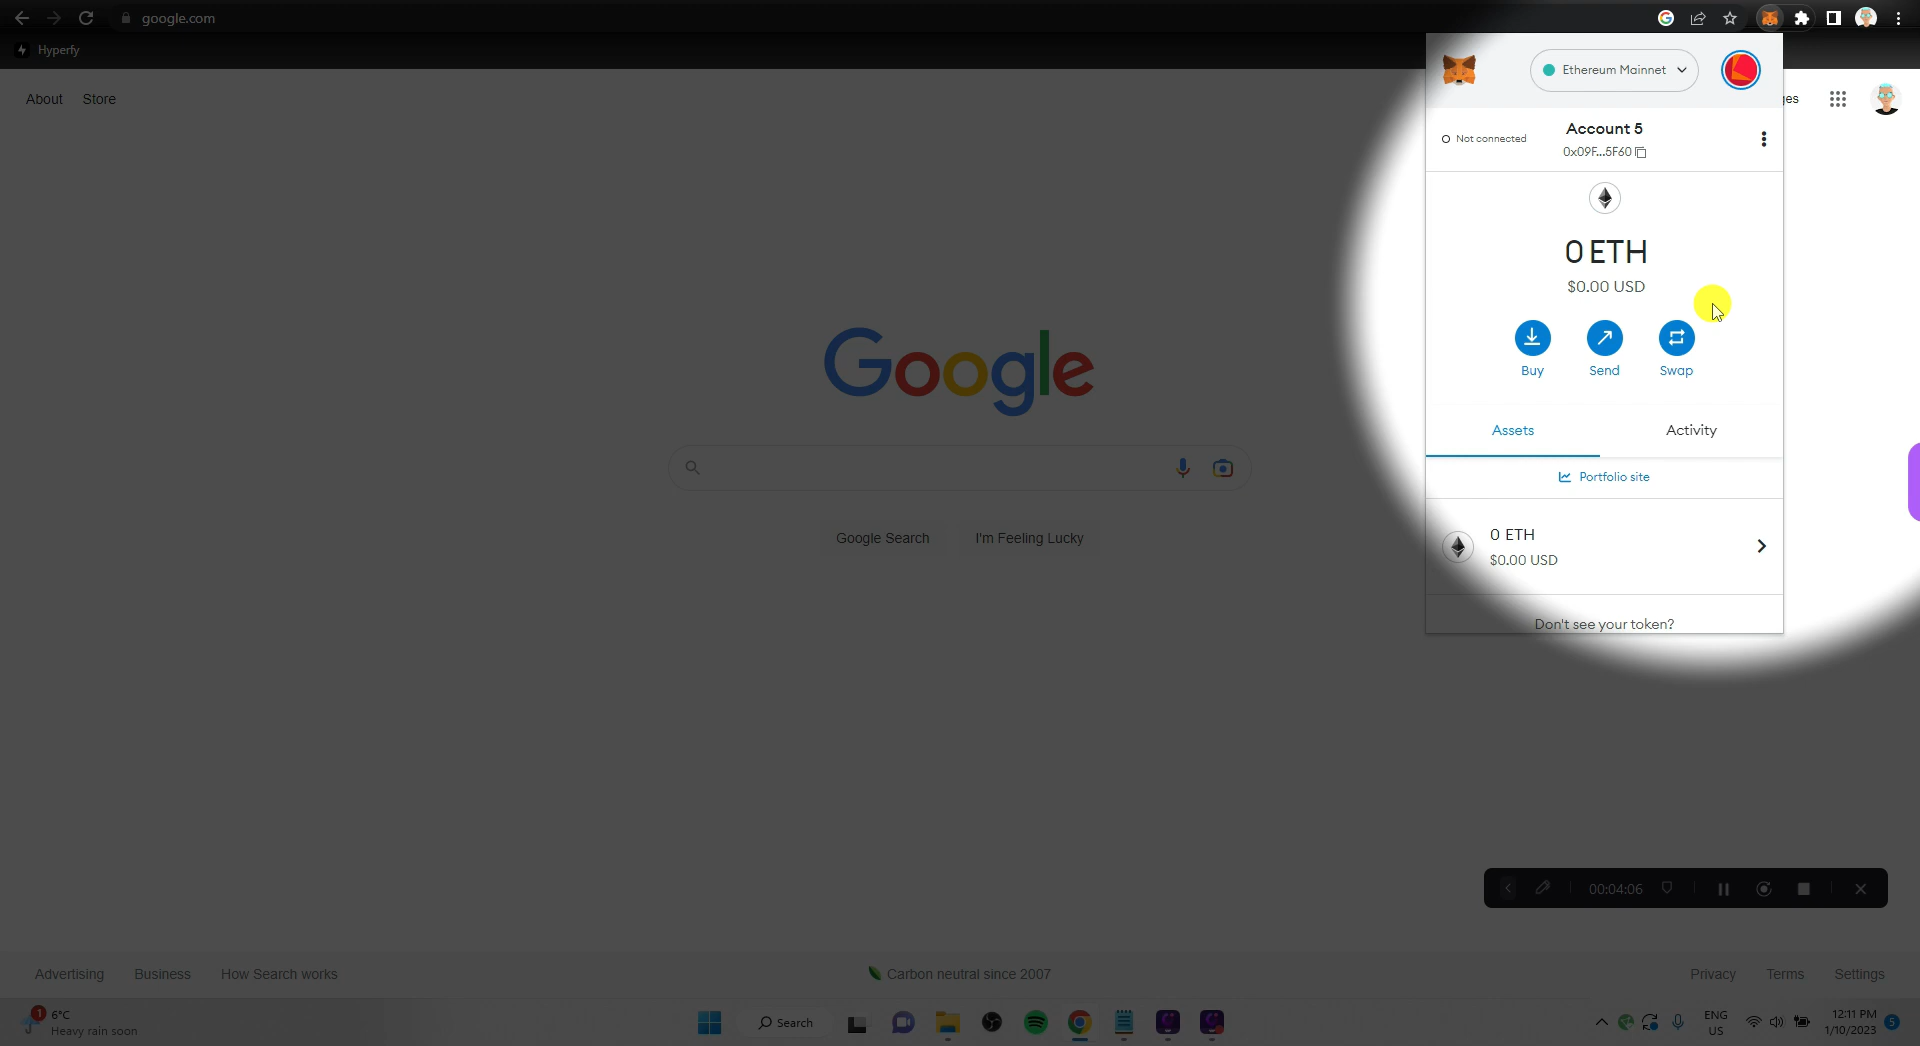 google.com
Hyperfy
About
Store
ges
Ethereum Mainnet
Not connected
Account 5
0x09F...5F60
0 ETH
$0.00 USD
Buy
Send
Swap
Assets
Activity
Portfolio site
0 ETH
$0.00 USD
Don't see your token?
Google
Google Search
I'm Feeling Lucky
00:04:06
Advertising
Business
How Search works
Carbon neutral since 2007
Privacy
Terms
Settings
1
6°C
Heavy rain soon
Search
ENG
US
12:11 PM
1/10/2023
5